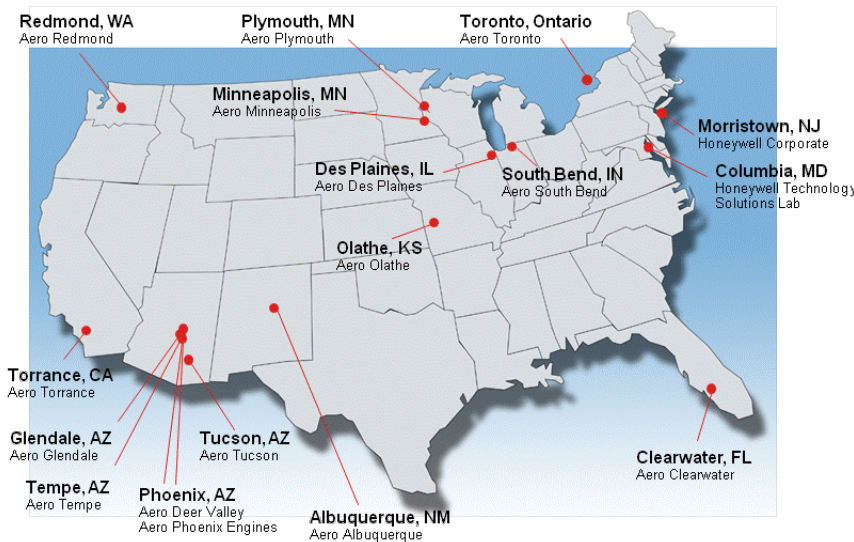 Redmond, WA
Aero Redmond
Plymouth, MN
Aero Plymouth
Toronto, Ontario
Aero Toronto
Minneapolis, MN
Aero Minneapolis
Morristown, NJ
Honeywell Corporate
Des Plaines, IL
Aero Des Plaines
South Bend, IN
Aero South Bend
Columbia, MD
Honeywell Technology
Solutions Lab
Olathe, KS
Aero Olathe
Torrance, CA
Aero Torrance
Glendale, AZ
Aero Glendale
Tucson, AZ
Aero Tucson
Clearwater, FL
Aero Clearwater
Tempe, AZ
Aero Tempe
Phoenix, AZ
Aero Deer Valley
Aero Phoenix Engines
Albuquerque, NM
Aero Albuquerque